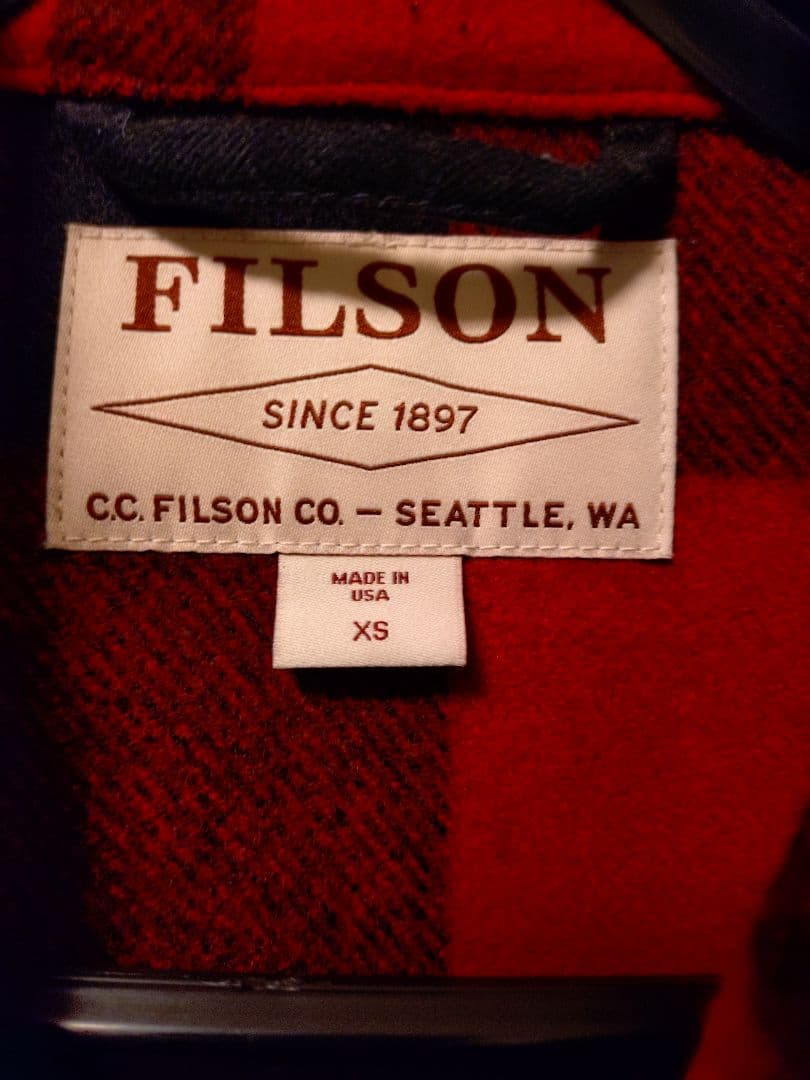 FILSON
SINCE 1897
C.C. FILSON CO. — SEATTLE, WA
MADE IN
USA
XS